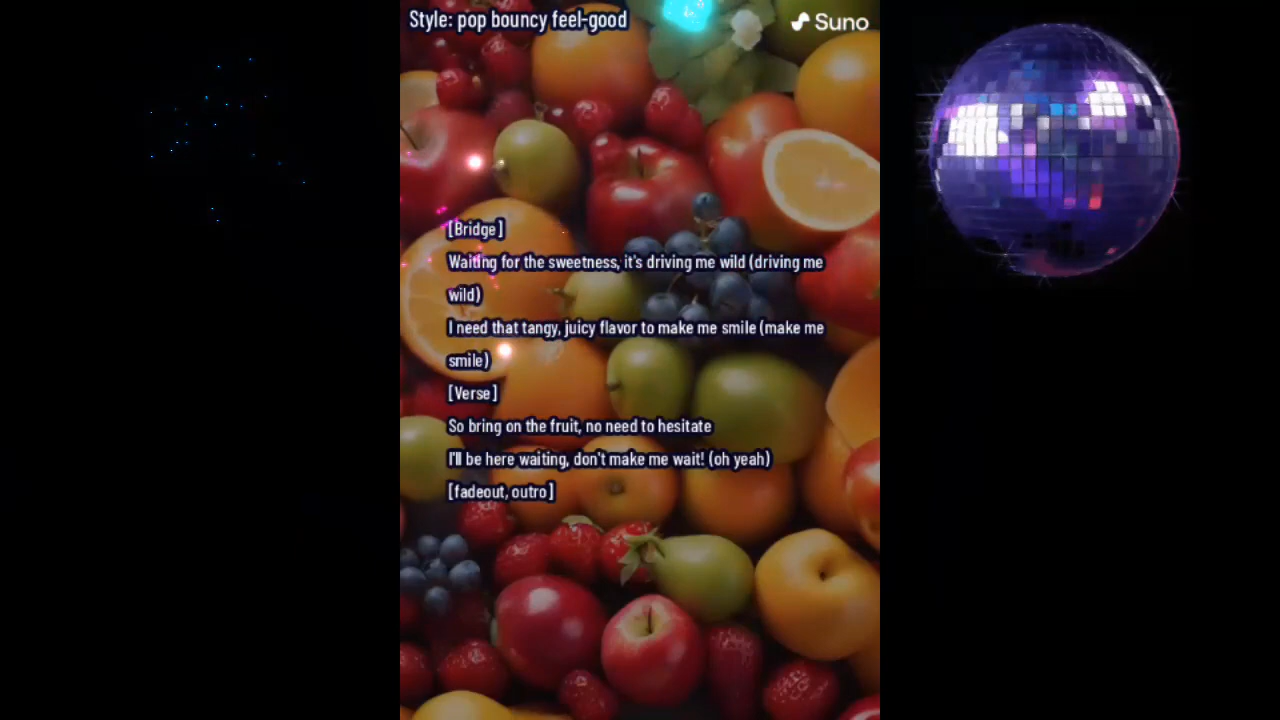 Style: pop bouncy feel-good
Suno
[Bridge]
Waiting for the sweetness, it's driving me wild (driving me
wild)
I need that tangy, juicy flavor to make me smile (make me
smile)
[Verse]
So bring on the fruit, no need to hesitate
I'll be here waiting, don't make me wait! (oh yeah)
[fadeout, outro]